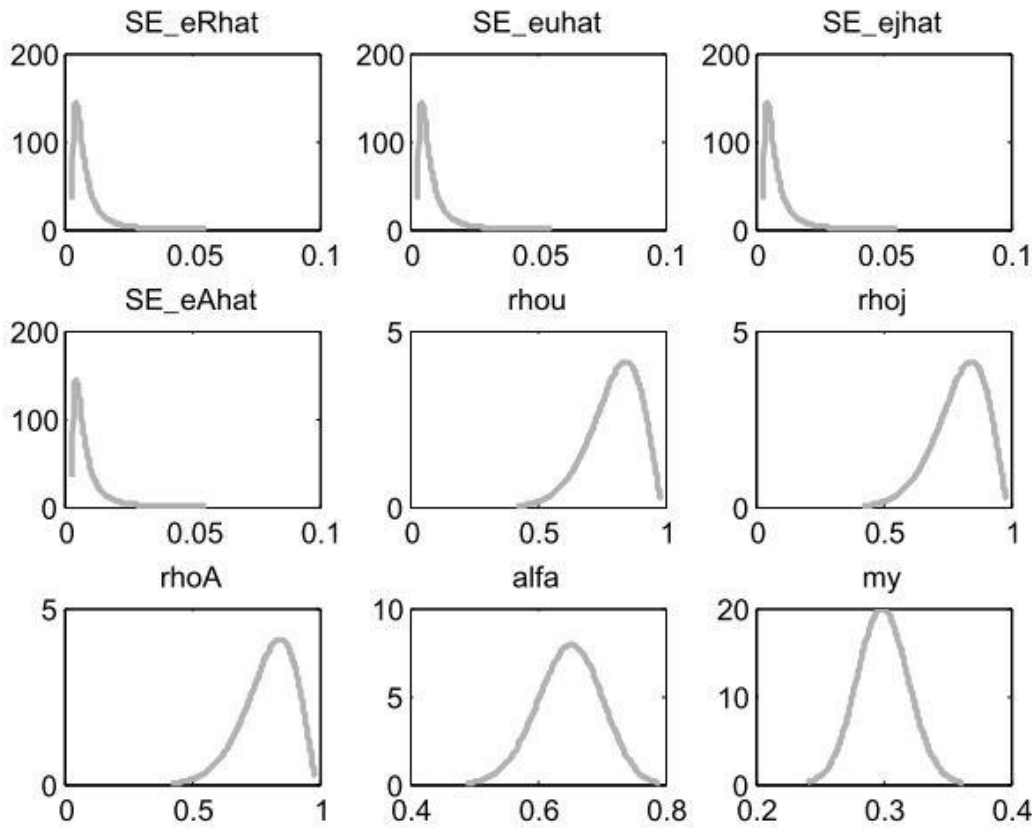 SE_eRhat SE_euhat SE_ejhat
200 200 200
100 100 100
0 0 0
0 0.05 0.1 0 0.05 0.1 0 0.05 0.1
SE_eAhat rhou rhoj
200 5 5
100
0 0 0
0 0.05 0.1 0 0.5 1 0 0.5 1
rhoA alfa my
5 10 20
5 10
0 0 0
0 0.5 1 0.4 0.6 0.8 0.2 0.3 0.4